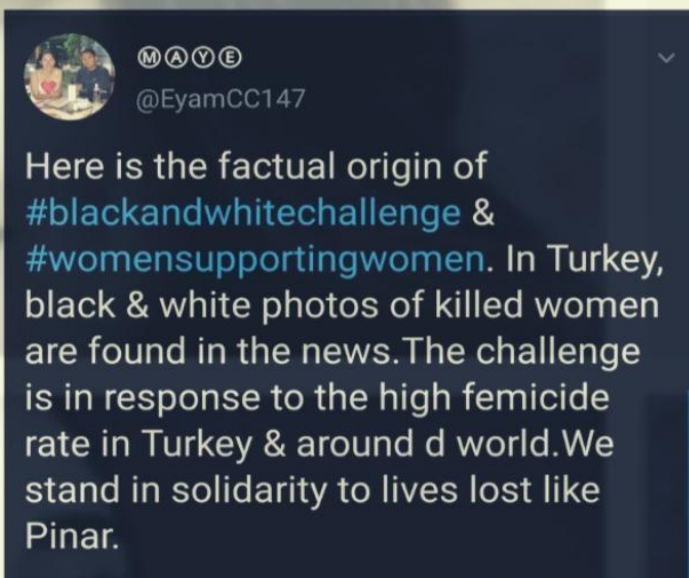 ⓂⒶⓎⒺ
@EyamCC147
Here is the factual origin of
#blackandwhitechallenge &
#womensupportingwomen. In Turkey,
black & white photos of killed women
are found in the news.The challenge
is in response to the high femicide
rate in Turkey & around d world.We
stand in solidarity to lives lost like
Pinar.